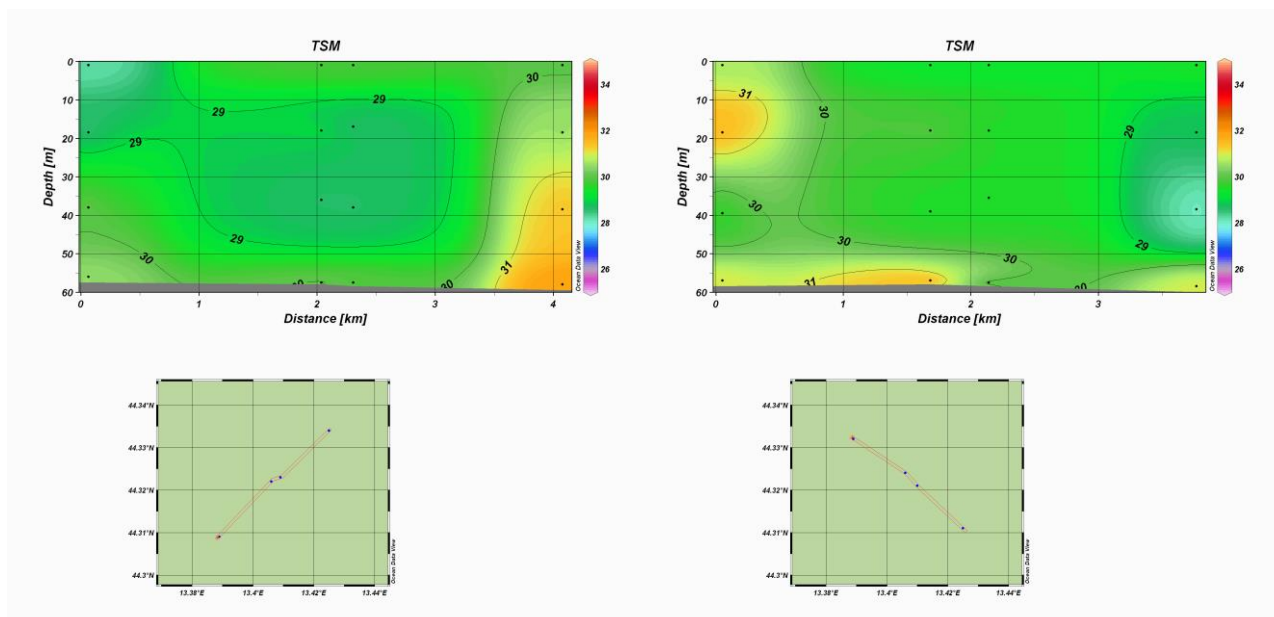 TSM
0
10
20
30
40
50
60
Depth [m]
29
29
29
29
30
30
30
30
31
0
1
2
3
4
Distance [km]
34
32
30
28
26
Ocean Data View
TSM
0
10
20
30
40
50
60
Depth [m]
31
30
30
30
30
31
30
29
29
0
1
2
3
Distance [km]
34
32
30
28
26
Ocean Data View
44.34°N
44.33°N
44.32°N
44.31°N
44.3°N
13.38°E
13.4°E
13.42°E
13.44°E
Ocean Data View
44.34°N
44.33°N
44.32°N
44.31°N
44.3°N
13.38°E
13.4°E
13.42°E
13.44°E
Ocean Data View